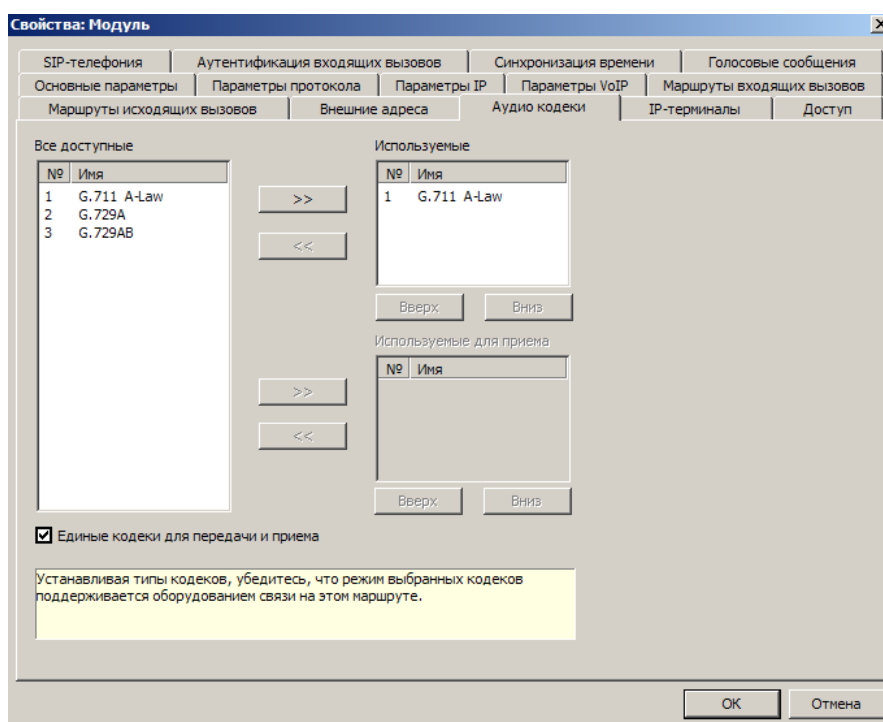 Свойства: Модуль
SIP-телефония Аутентификация входящих вызовов Синхронизация времени Голосовые сообщения
Основные параметры Параметры протокола Параметры IP Параметры VoIP Маршруты входящих вызовов
Маршруты исходящих вызовов Внешние адреса Аудио кодеки IP-терминалы Доступ
Все доступные Используемые
№ Имя № Имя
1 G.711 A-Law >> 1 G.711 A-Law
2 G.729A
3 G.729AB <<
Вверх Вниз
Используемые для приема
№ Имя
>>
<<
Вверх Вниз
Единые кодеки для передачи и приема
Устанавливая типы кодеков, убедитесь, что режим выбранных кодеков
поддерживается оборудованием связи на этом маршруте.
OK Отмена